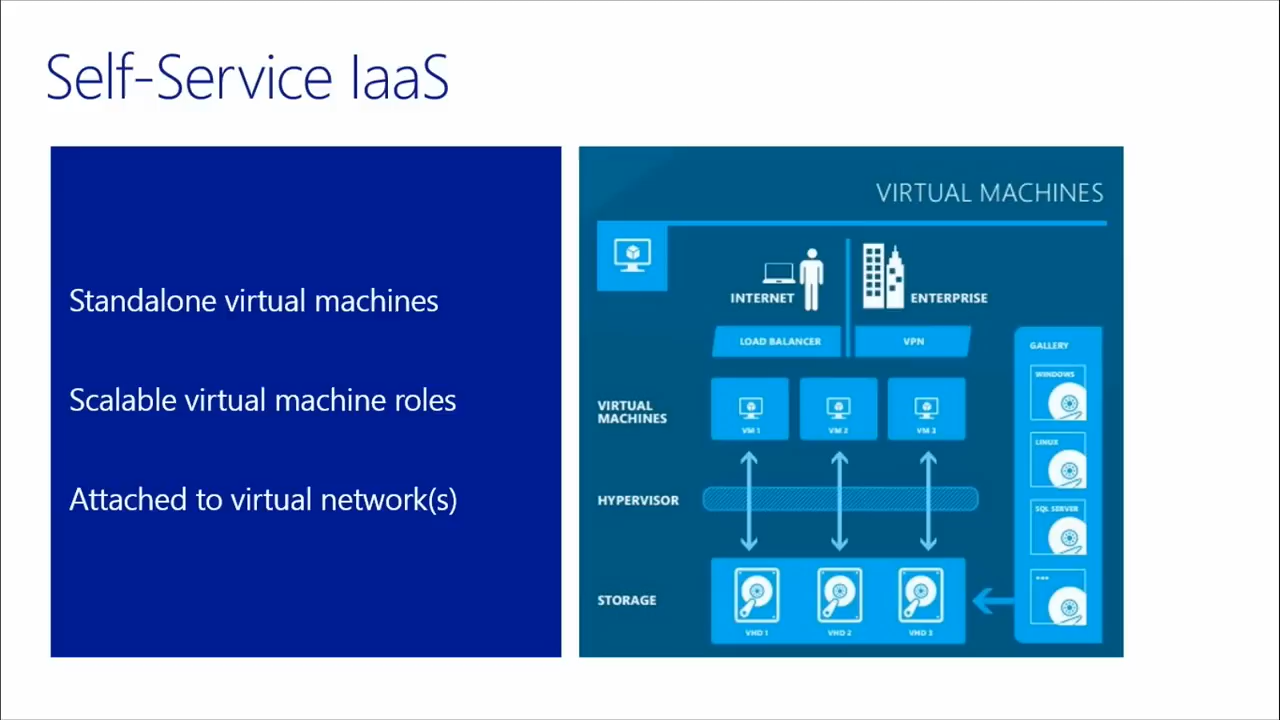 Self-Service IaaS
Standalone virtual machines
Scalable virtual machine roles
Attached to virtual network(s)
VIRTUAL MACHINES
INTERNET
ENTERPRISE
LOAD BALANCER
VPN
VIRTUAL
MACHINES
VM 1
VM 2
VM 3
HYPERVISOR
STORAGE
VHD 1
VHD 2
VHD 3
GALLERY
WINDOWS
LINUX
SQL SERVER